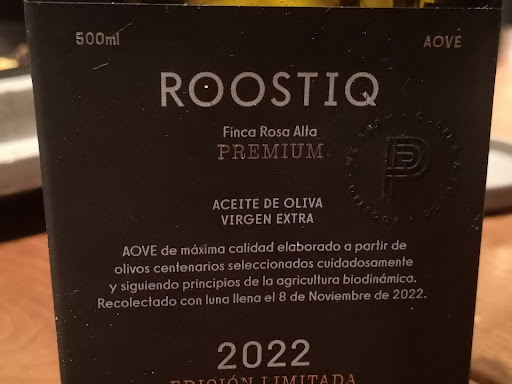 500ml
AOVE
ROOSTIQ
Finca Rosa Alta
PREMIUM
ACEITE DE OLIVA
VIRGEN EXTRA
AOVE de máxima calidad elaborado a partir de
olivos centenarios seleccionados cuidadosamente
y siguiendo principios de la agricultura biodinámica.
Recolectado con luna llena el 8 de Noviembre de 2022.
2022
EDICIÓN LIMITADA